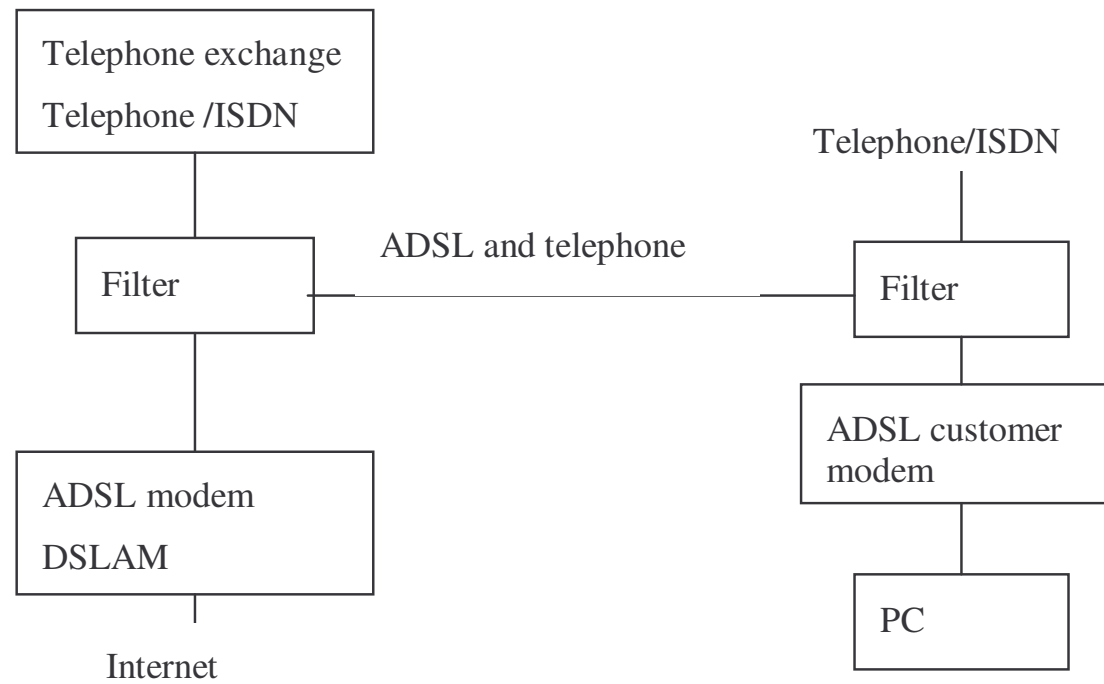 Telephone exchange
Telephone /ISDN
Telephone/ISDN
Filter
ADSL and telephone
Filter
ADSL customer
modem
ADSL modem
DSLAM
PC
Internet